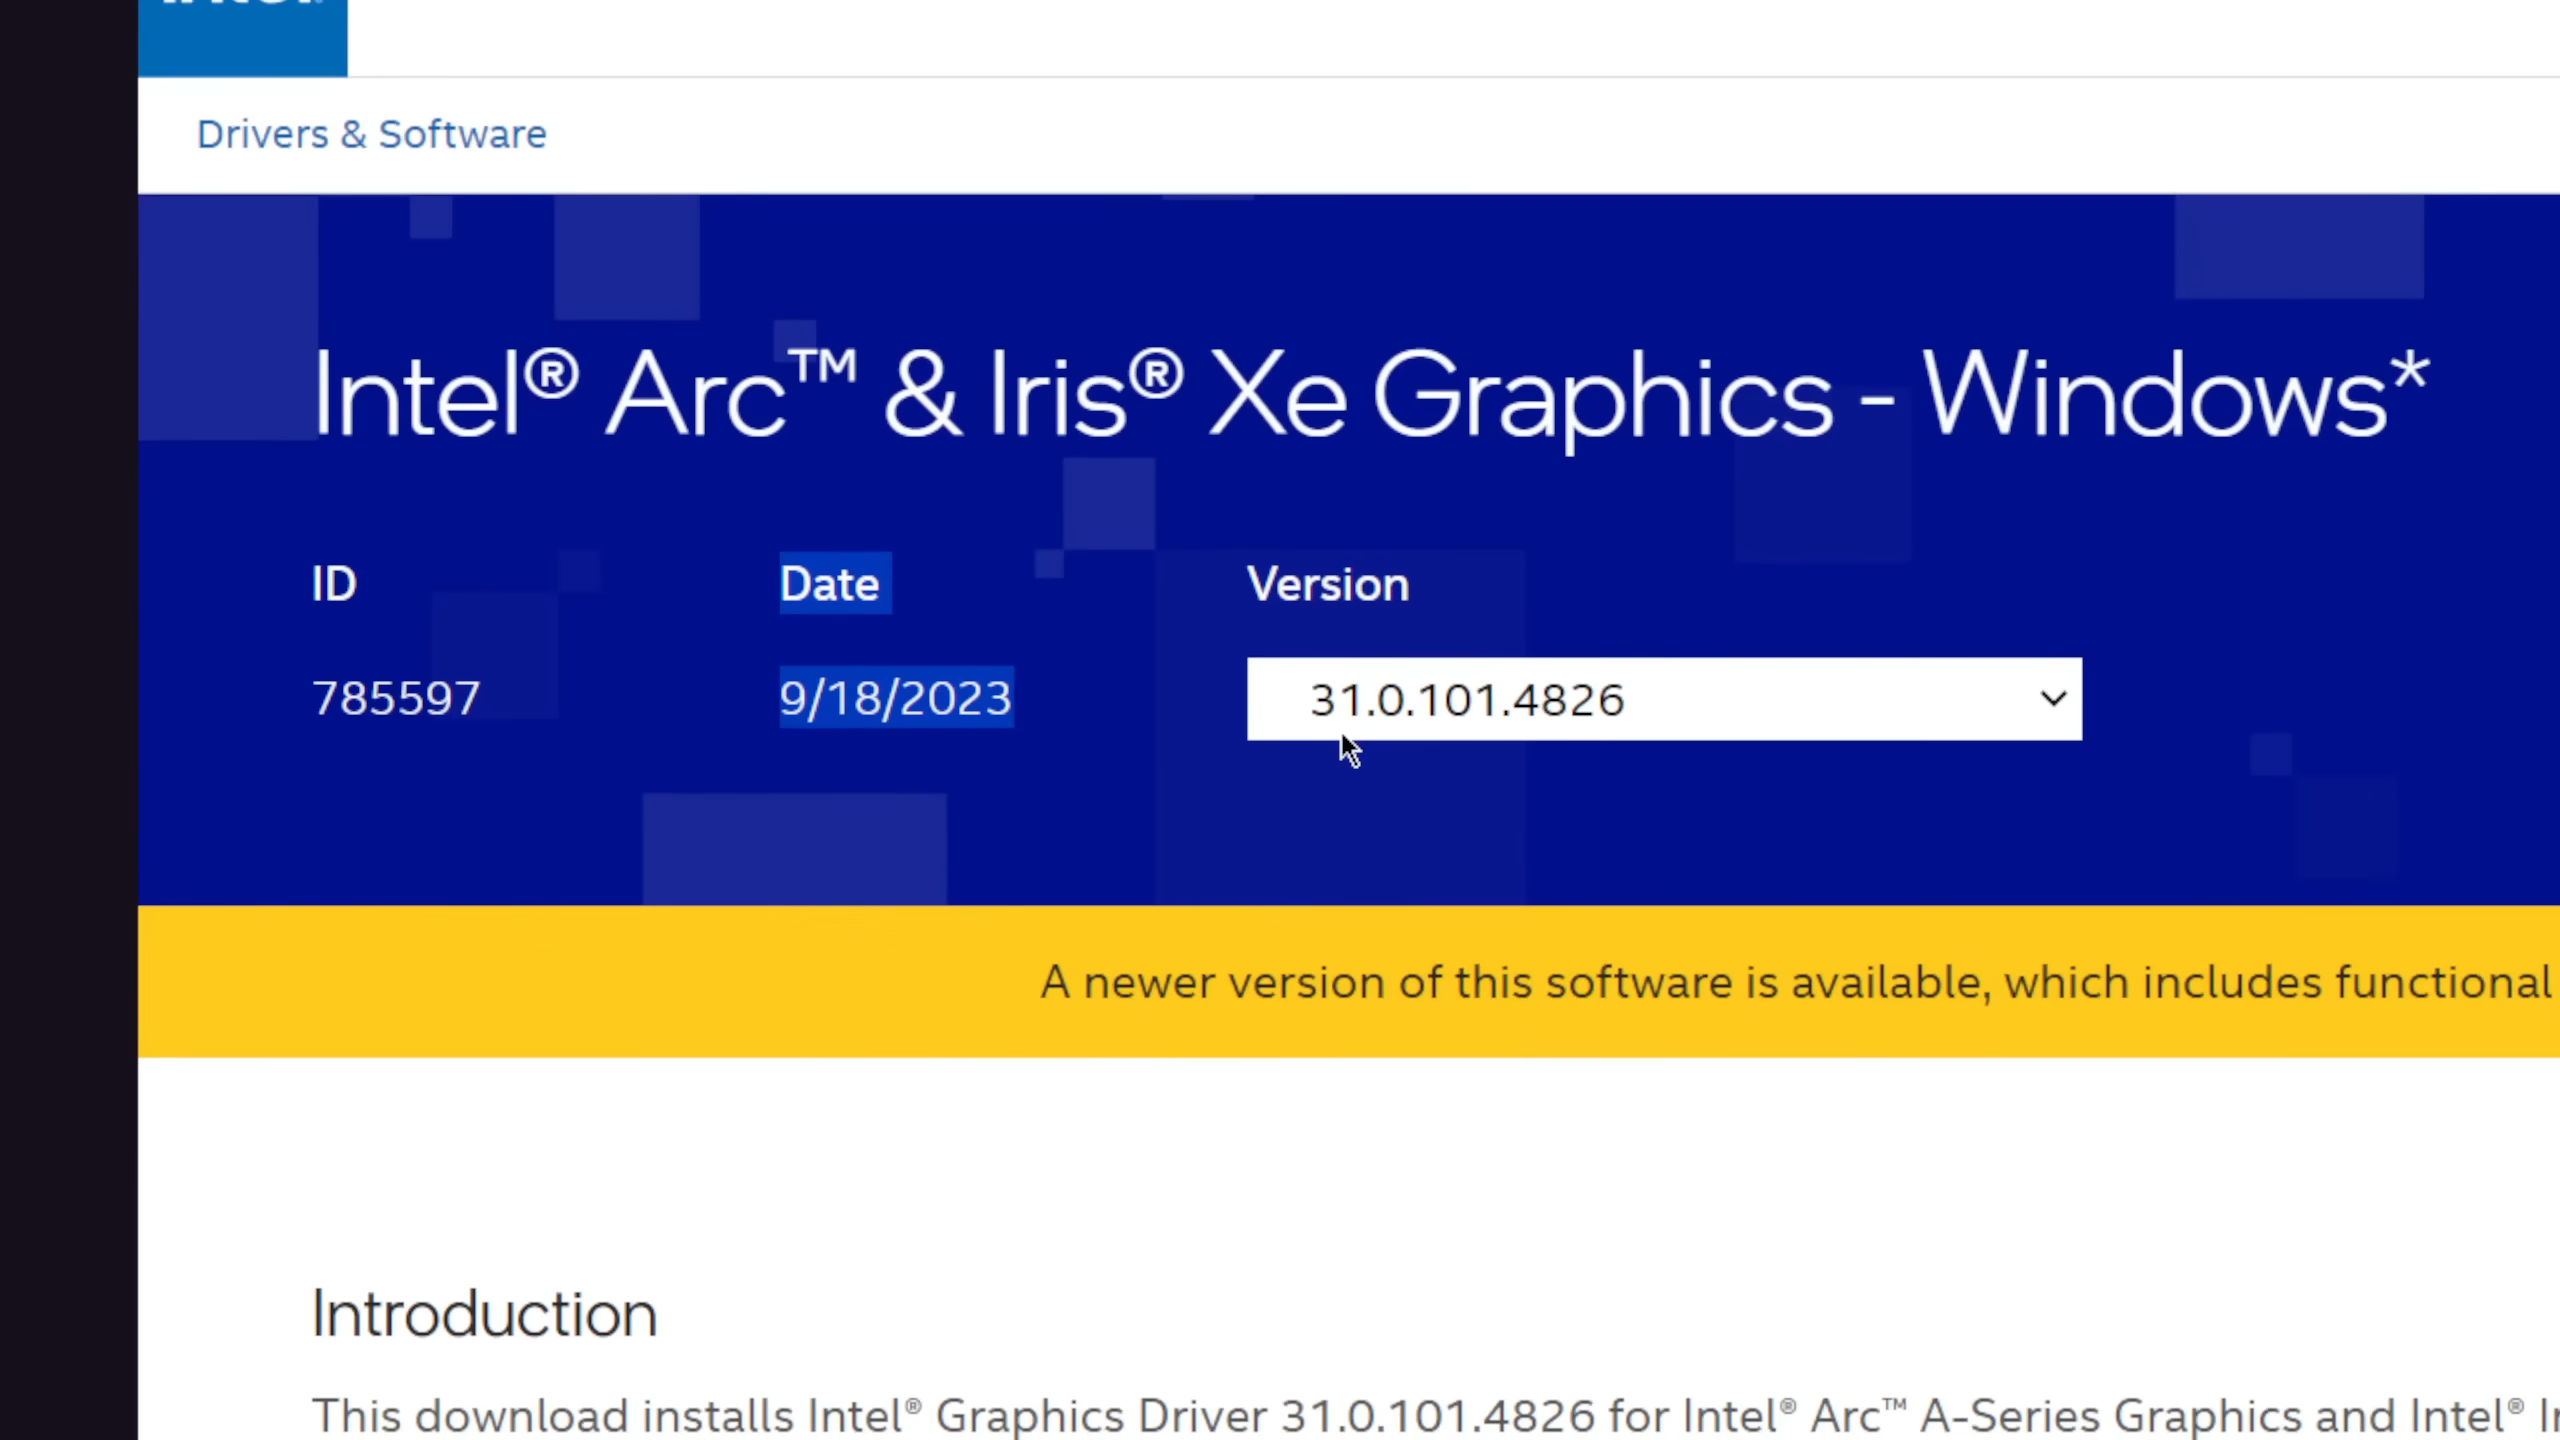 Drivers & Software
Intel® Arc™ & Iris® Xe Graphics - Windows*
ID Date Version
785597 9/18/2023 31.0.101.4826
A newer version of this software is available, which includes functional
Introduction
This download installs Intel® Graphics Driver 31.0.101.4826 for Intel® Arc™ A-Series Graphics and Intel®